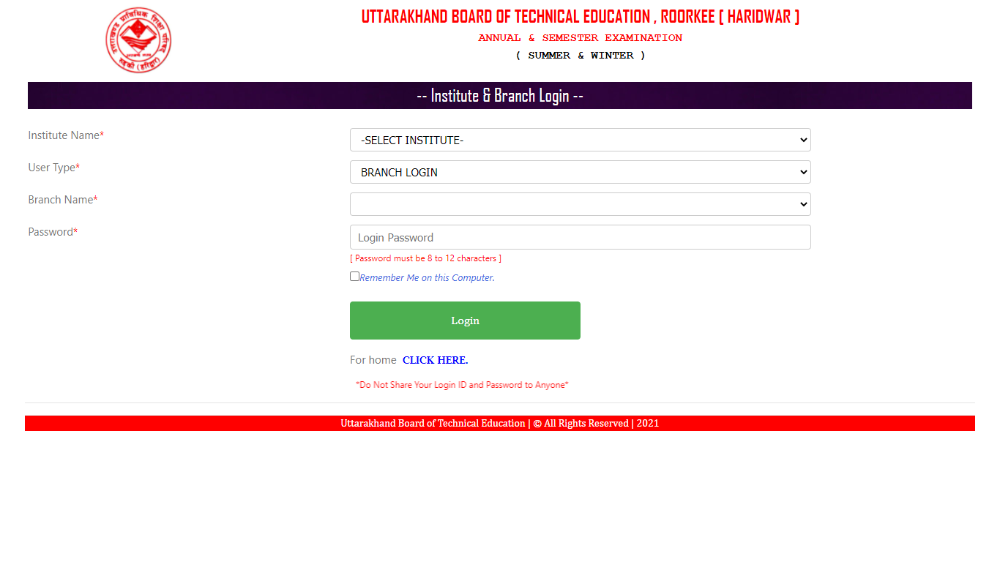 उत्तराखण्ड प्राविधिक शिक्षा परिषद
रुड़की (हरिद्वार)
UTTARAKHAND BOARD OF TECHNICAL EDUCATION , ROORKEE [ HARIDWAR ]
ANNUAL & SEMESTER EXAMINATION
( SUMMER & WINTER )
-- Institute & Branch Login --
Institute Name*
-SELECT INSTITUTE-
User Type*
BRANCH LOGIN
Branch Name*
Password*
Login Password
[ Password must be 8 to 12 characters ]
Remember Me on this Computer.
Login
For home CLICK HERE.
*Do Not Share Your Login ID and Password to Anyone*
Uttarakhand Board of Technical Education | © All Rights Reserved | 2021